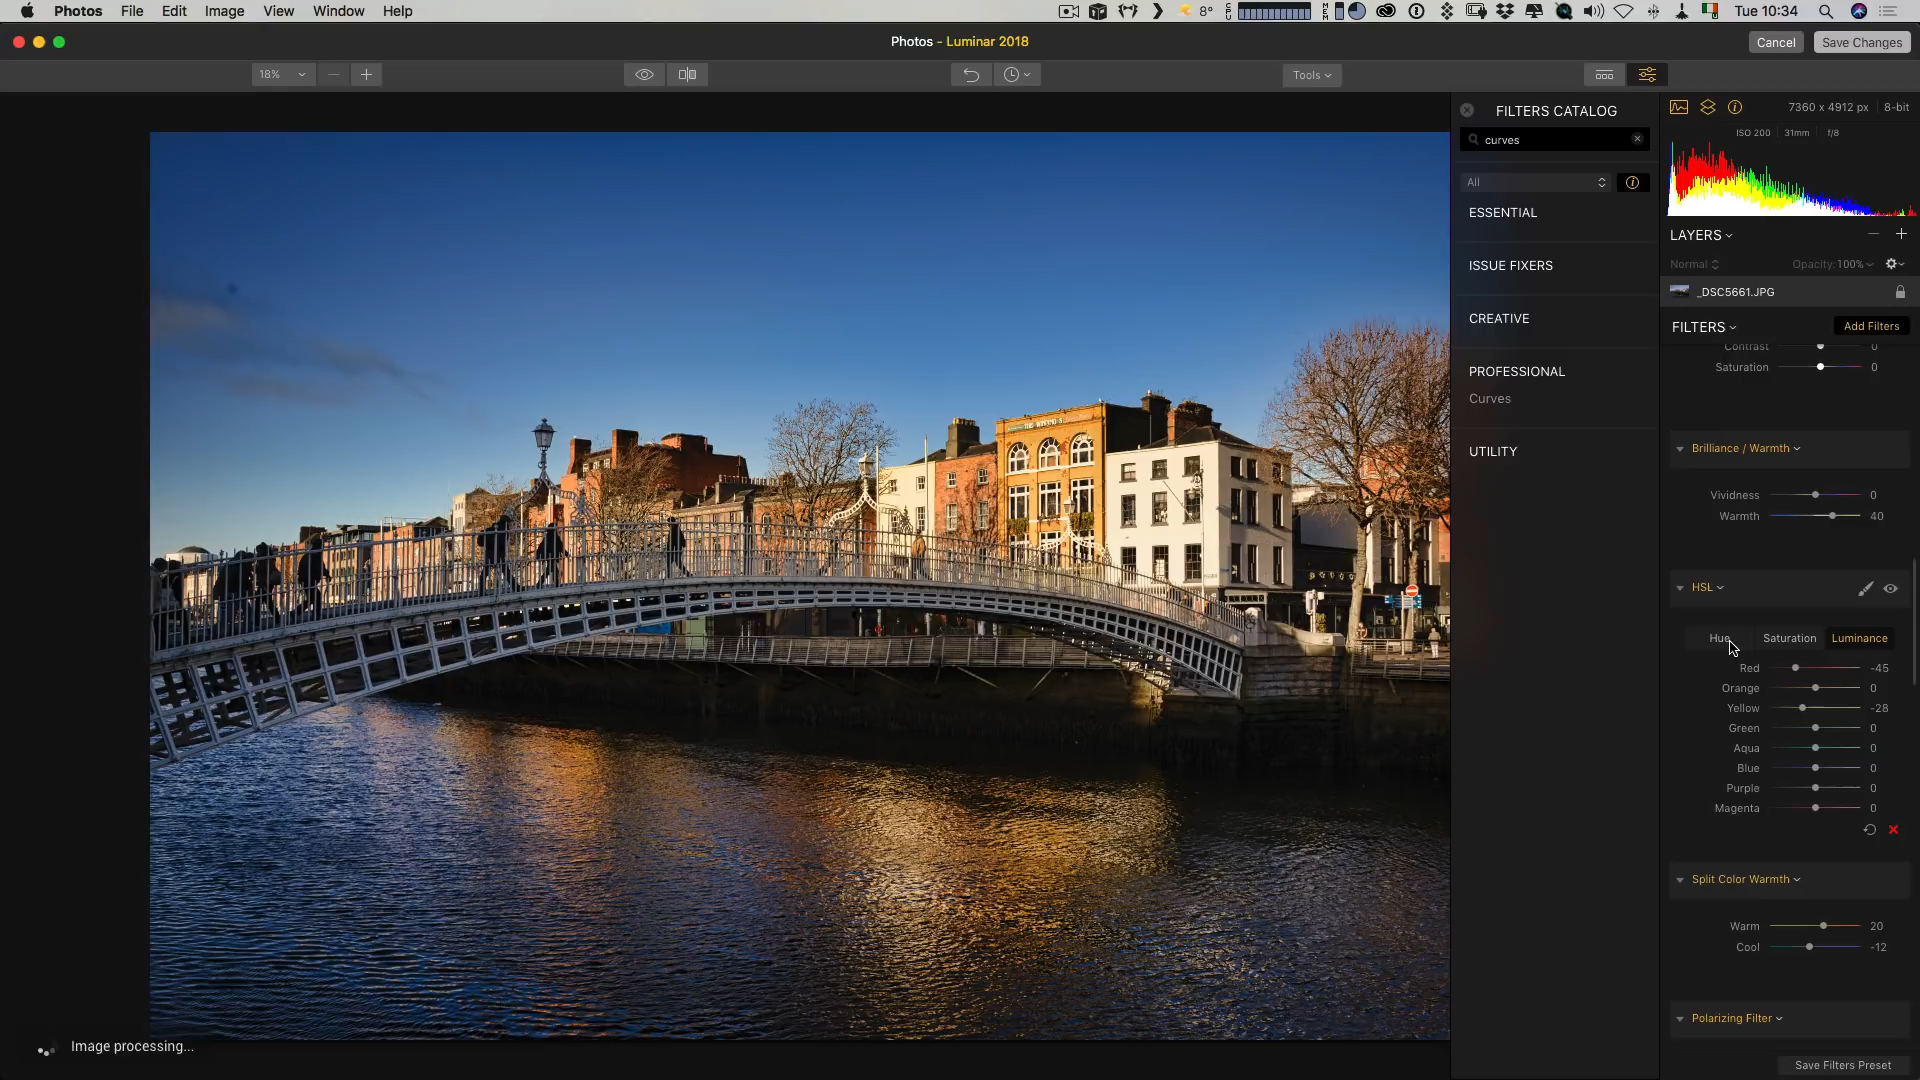 Photos File Edit Image View Window Help 8° CPU MEM Tue 10:34
Photos - Luminar 2018 Cancel Save Changes
18% Tools
FILTERS CATALOG
curves
All
ESSENTIAL
ISSUE FIXERS
CREATIVE
PROFESSIONAL
Curves
UTILITY
7360 x 4912 px 8-bit
ISO 200 31mm f/8
LAYERS
Normal Opacity: 100%
_DSC5661.JPG
FILTERS Add Filters
Contrast 0
Saturation 0
Brilliance / Warmth
Vividness 0
Warmth 40
HSL
Hue Saturation Luminance
Red -45
Orange 0
Yellow -28
Green 0
Aqua 0
Blue 0
Purple 0
Magenta 0
Split Color Warmth
Warm 20
Cool -12
Polarizing Filter
Save Filters Preset
Image processing...